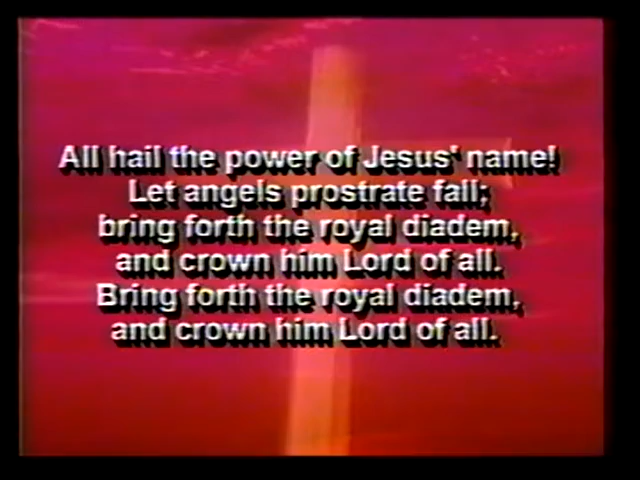 All hail the power of Jesus' name!
Let angels prostrate fall;
bring forth the royal diadem,
and crown him Lord of all.
Bring forth the royal diadem,
and crown him Lord of all.